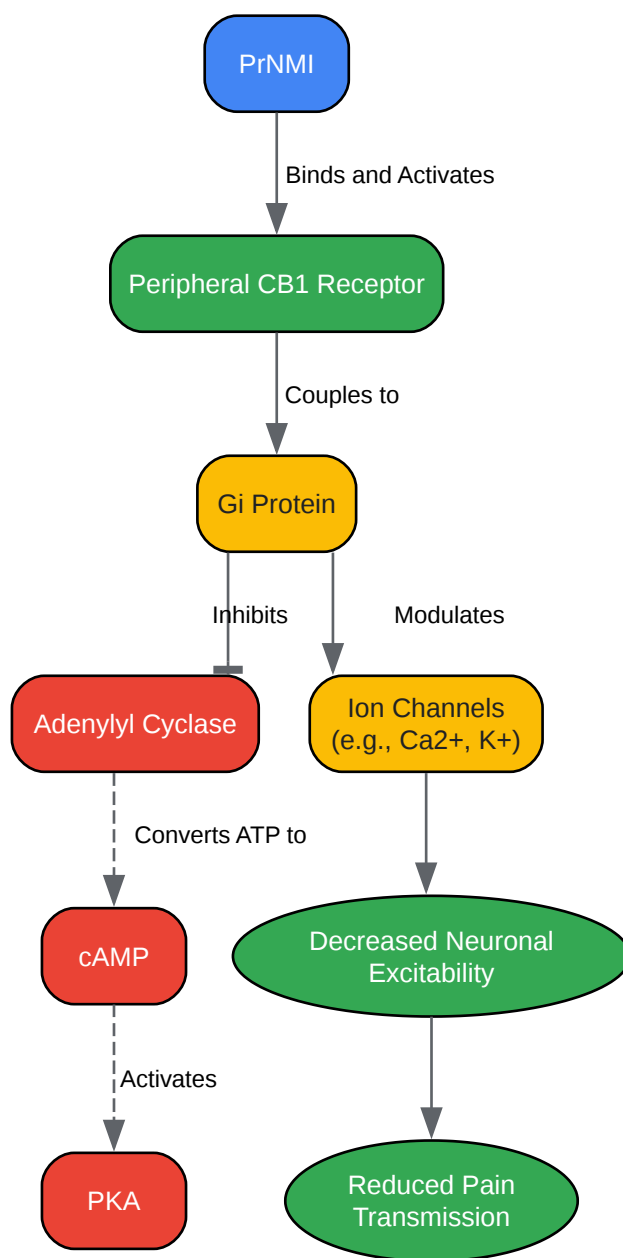 PrNMI
Binds and Activates
Peripheral CB1 Receptor
Couples to
Gi Protein
Inhibits
Modulates
Adenylyl Cyclase
Ion Channels
(e.g., Ca2+, K+)
Converts ATP to
cAMP
Decreased Neuronal
Excitability
Activates
PKA
Reduced Pain
Transmission